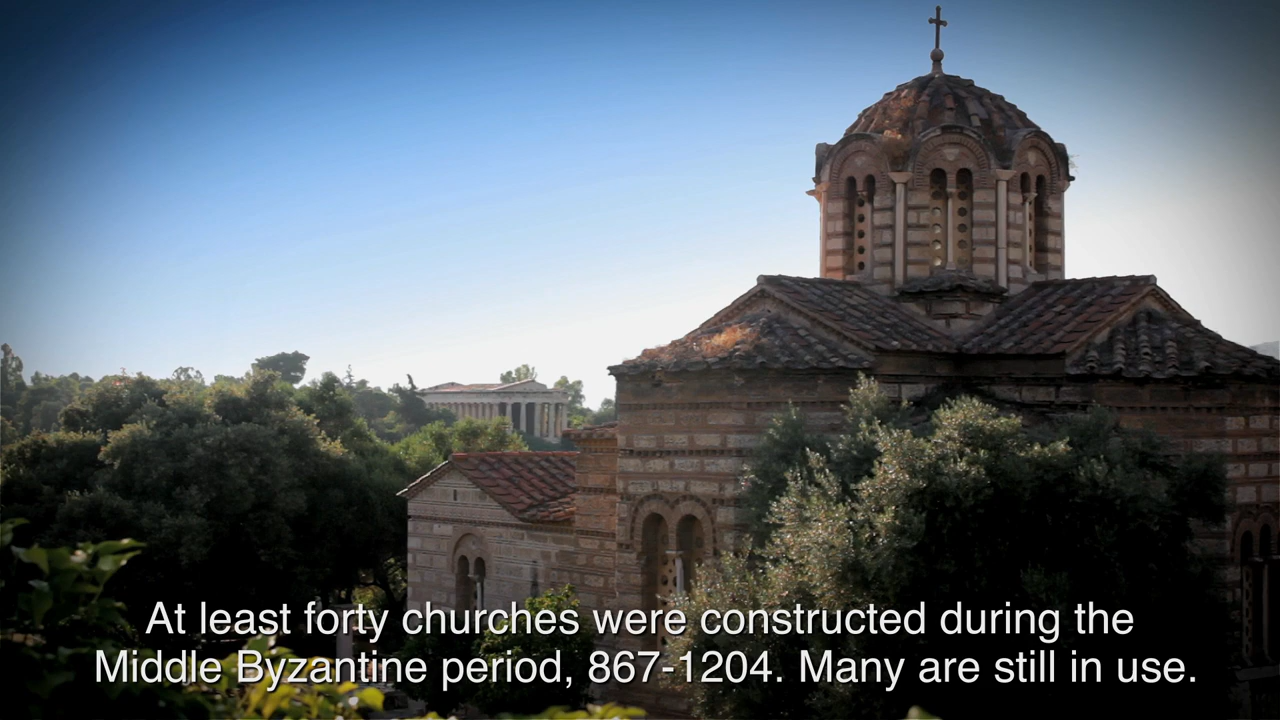 At least forty churches were constructed during the
Middle Byzantine period, 867-1204. Many are still in use.